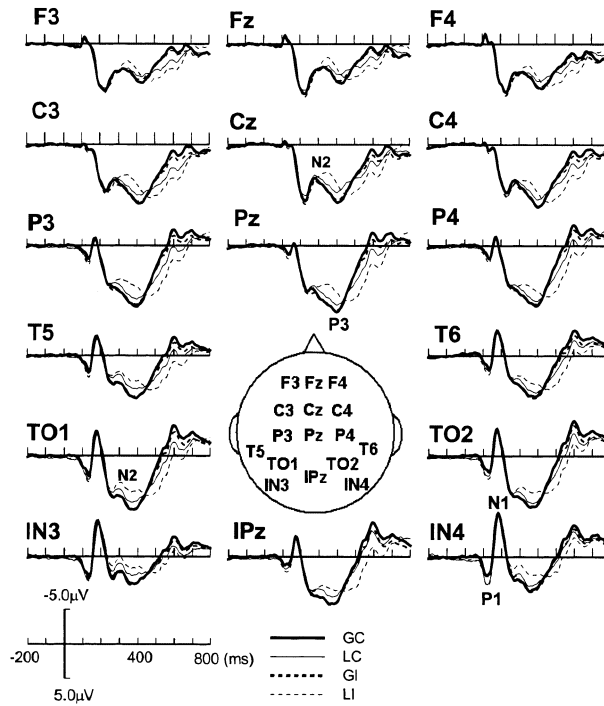 F3 Fz F4
C3 Cz C4
N2
P3 Pz P4
P3
T5 T6
F3 Fz F4
C3 Cz C4
P3 Pz P4
T5 T6
TO1 TO2
IN3 IPz IN4
TO1 TO2
N2
N1
IN3 IPz IN4
P1
-5.0μV
5.0μV
-200 400 800 (ms)
GC
LC
GI
LI